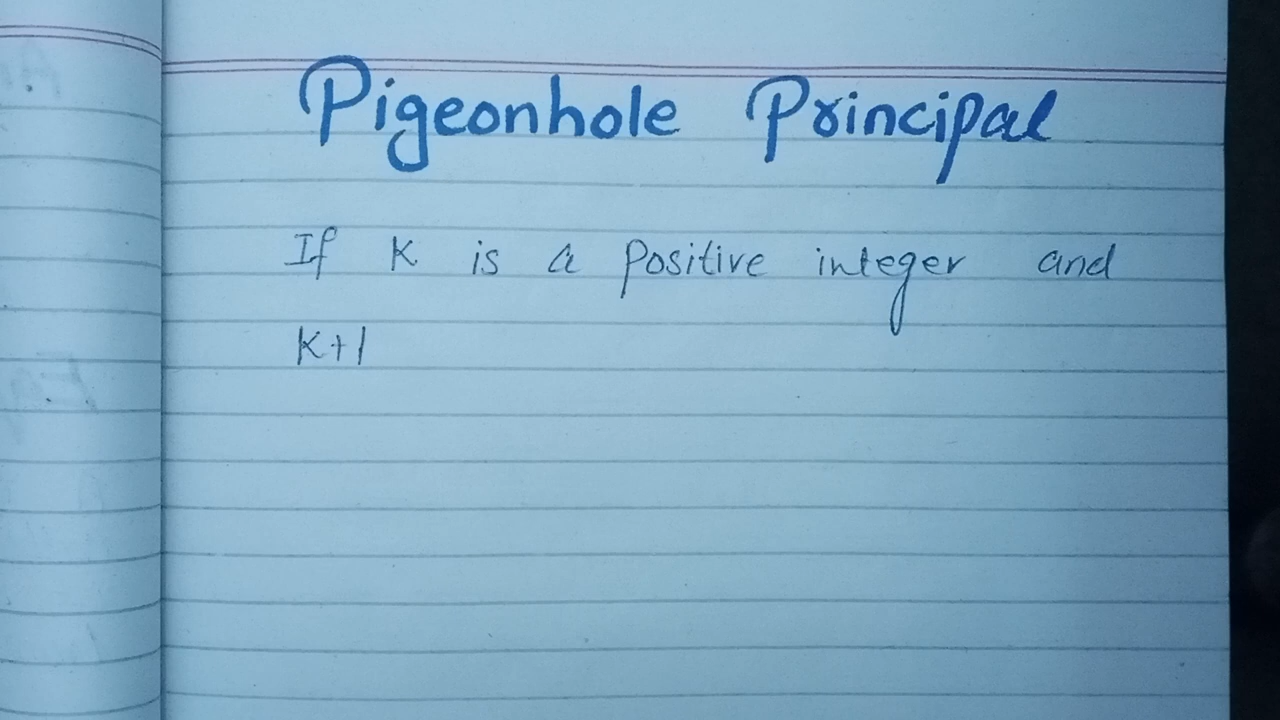 Pigeonhole Principal
If K is a positive integer and
K+1